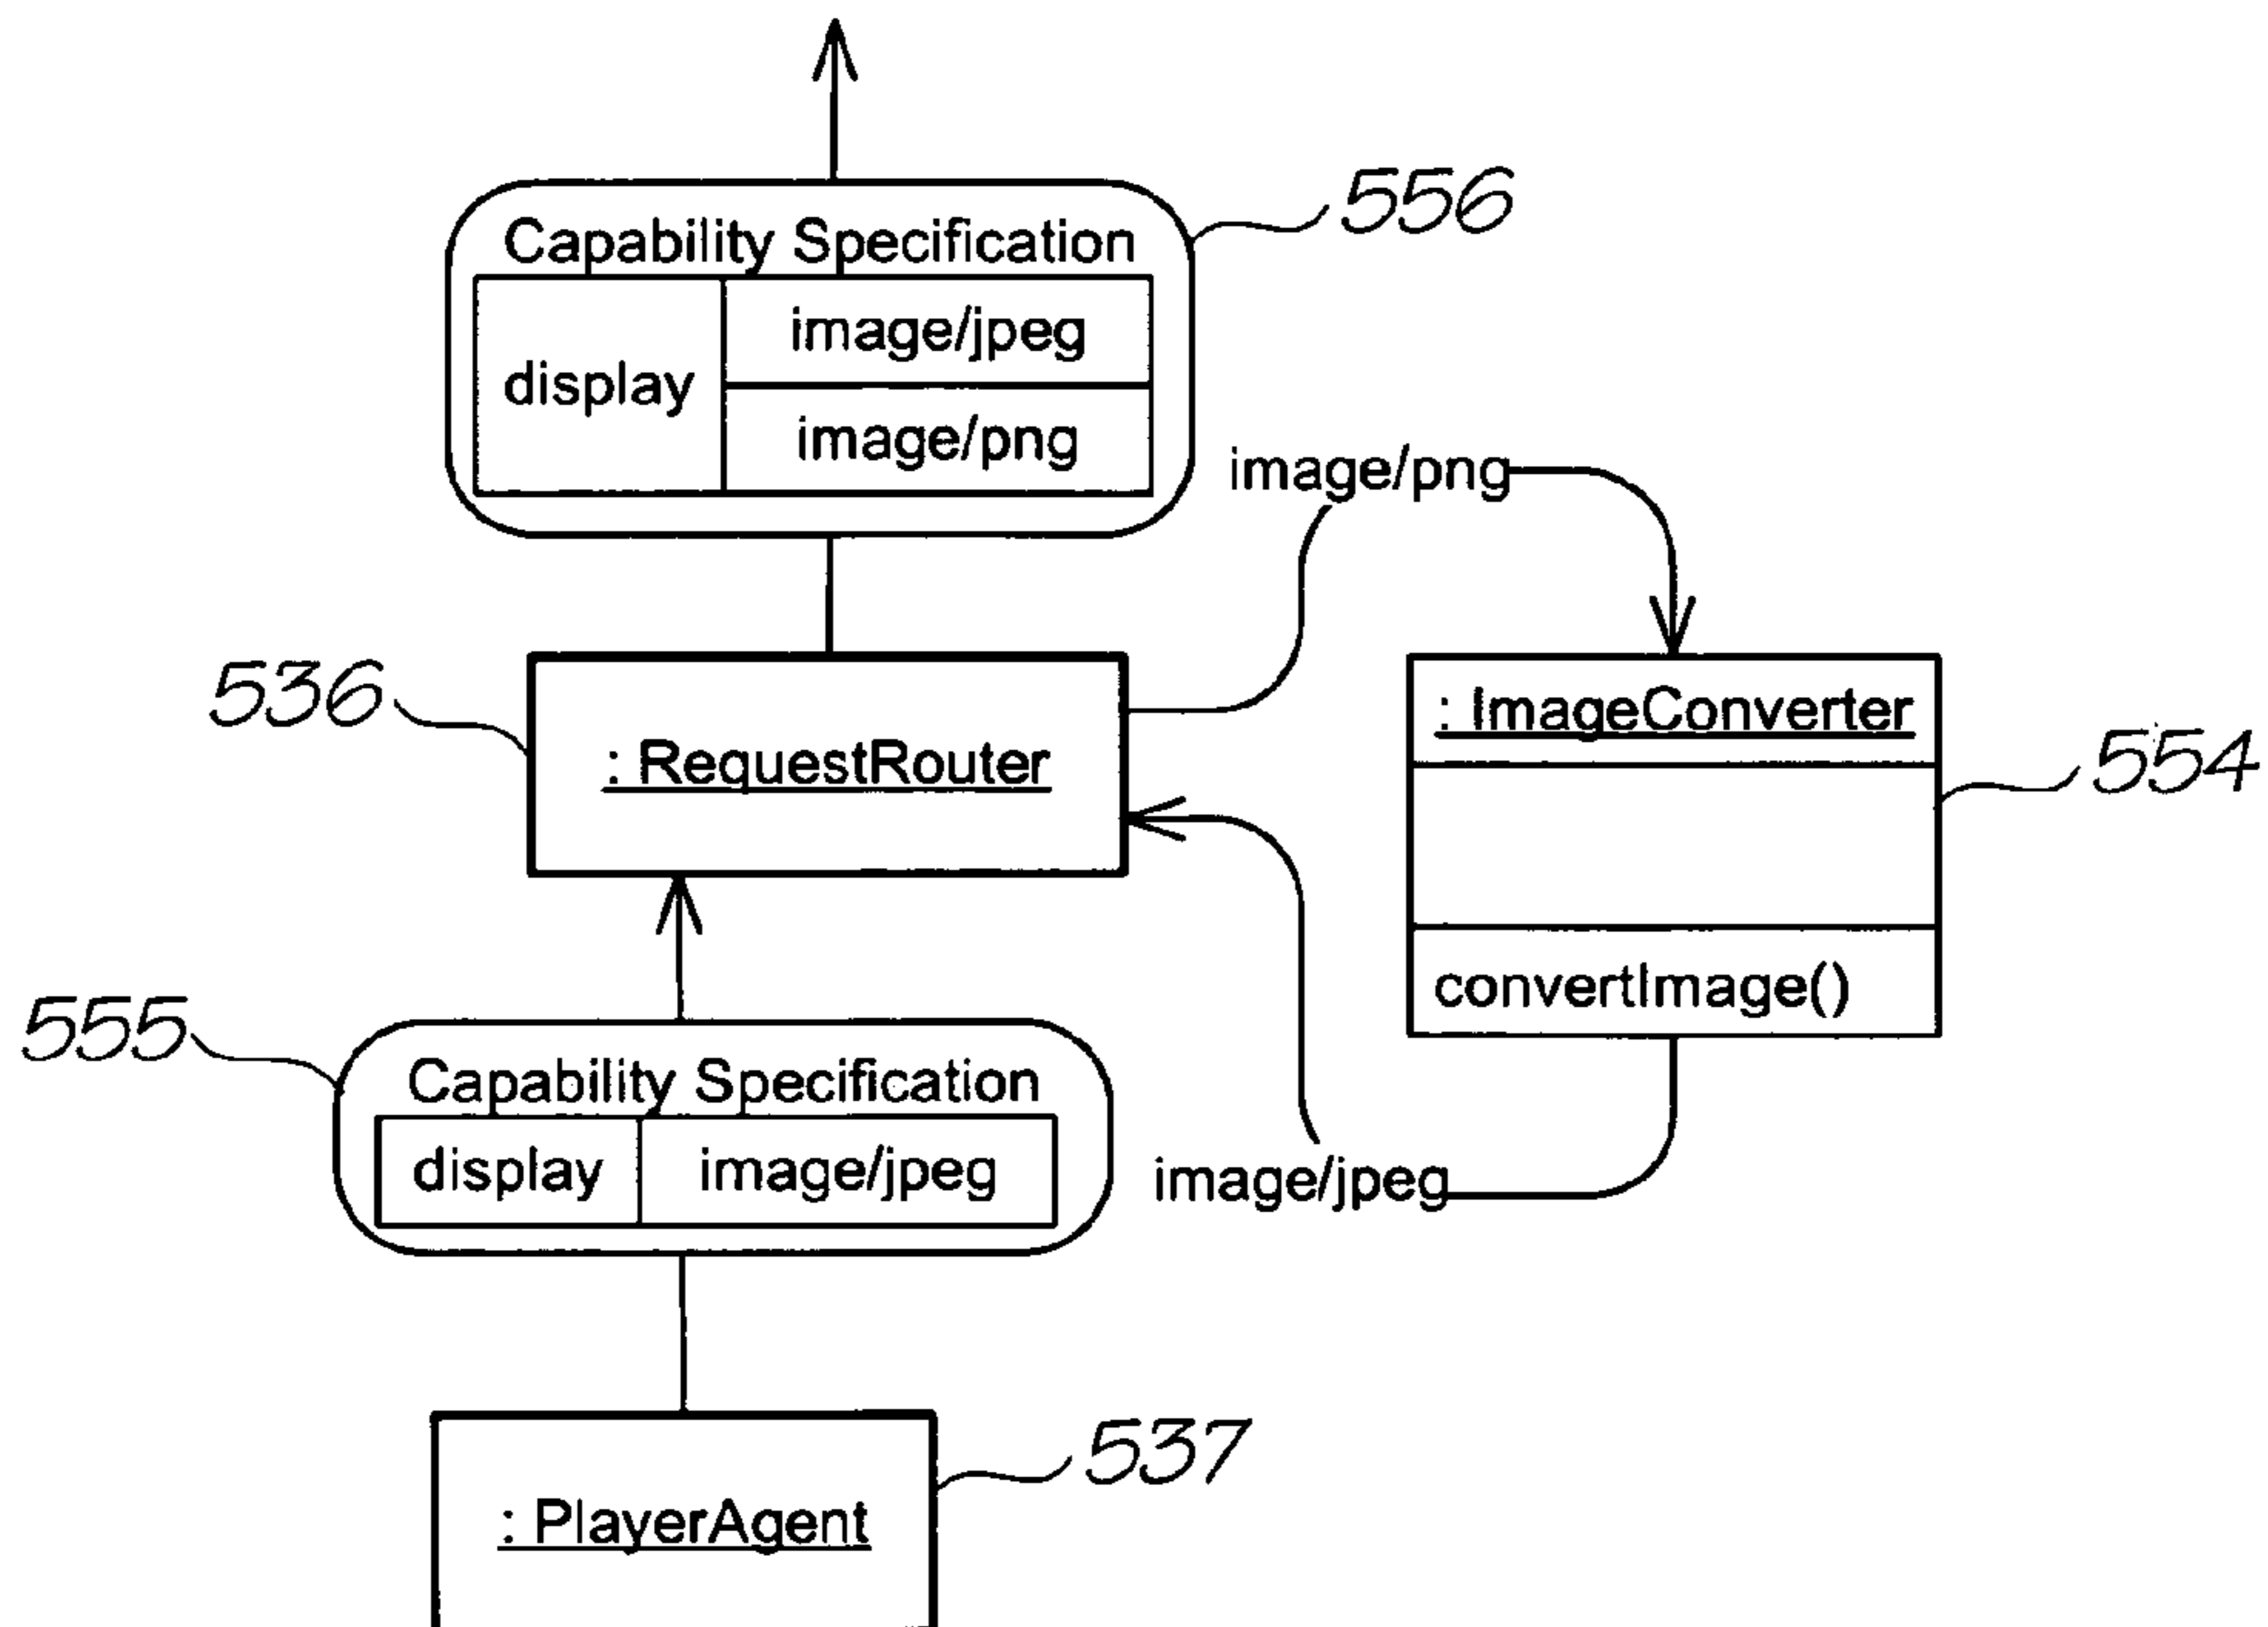 556
Capability Specification
image/jpeg
display
image/png
image/png
536
: RequestRouter
: ImageConverter
554
convertImage()
555
Capability Specification
display image/jpeg
image/jpeg
537
: PlayerAgent